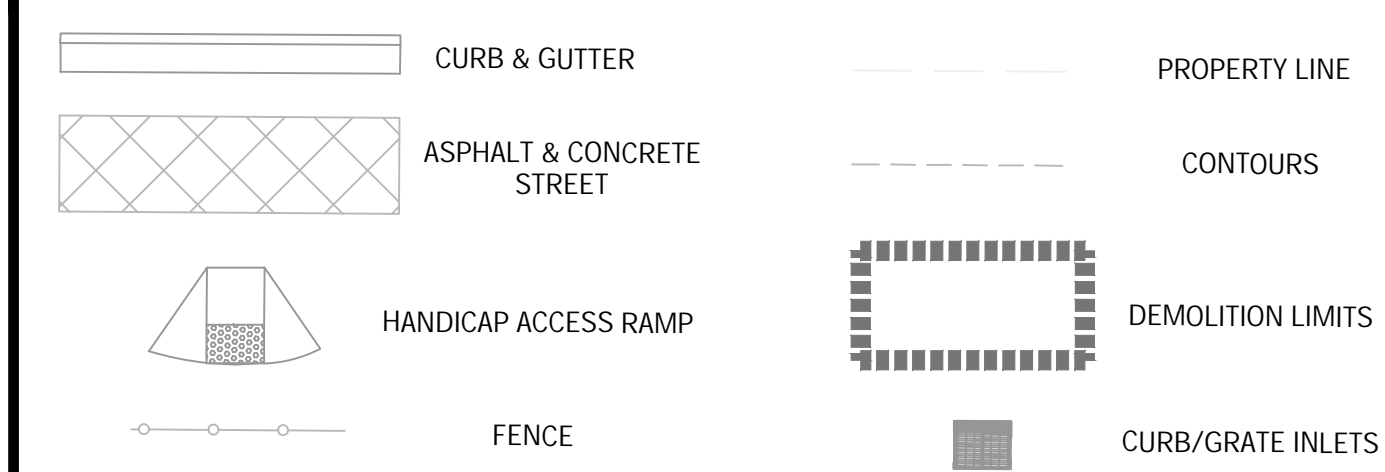 CURB & GUTTER
ASPHALT & CONCRETE
STREET
HANDICAP ACCESS RAMP
FENCE
PROPERTY LINE
CONTOURS
DEMOLITION LIMITS
CURB/GRATE INLETS